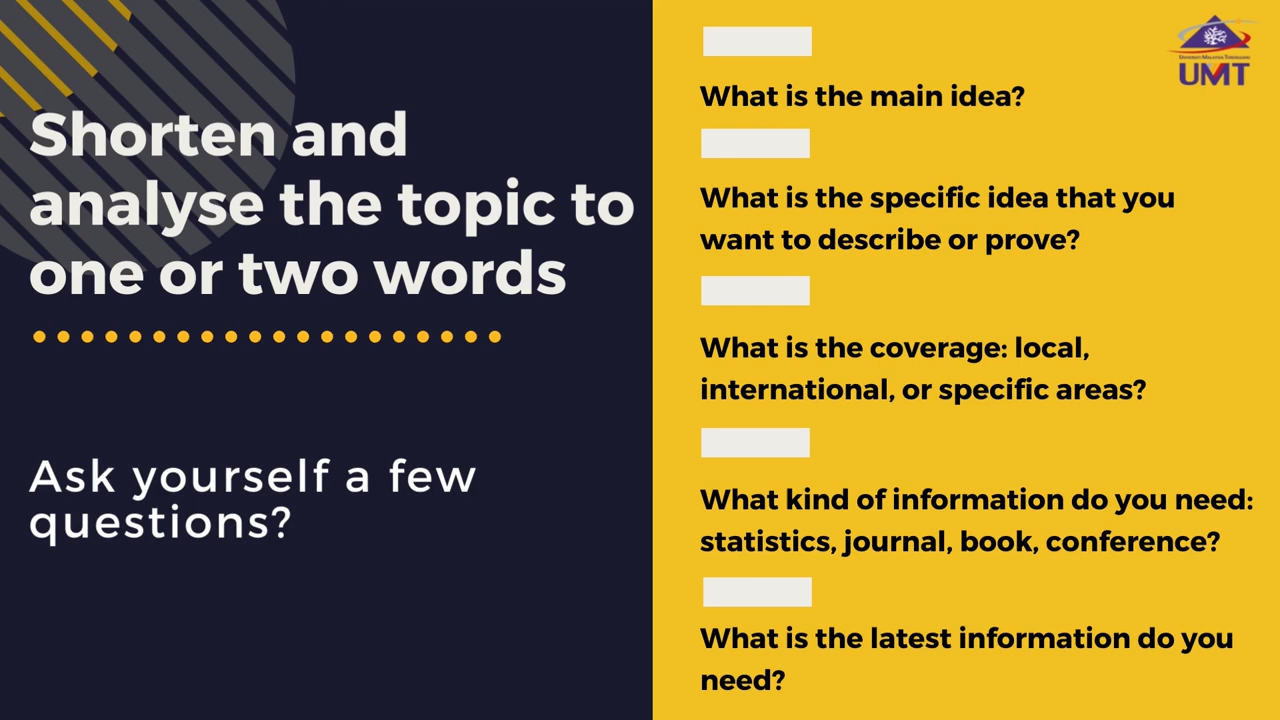 Shorten and
analyse the topic to
one or two words
Ask yourself a few
questions?
What is the main idea?
What is the specific idea that you
want to describe or prove?
What is the coverage: local,
international, or specific areas?
What kind of information do you need:
statistics, journal, book, conference?
What is the latest information do you
need?
UNIVERSITI MALAYSIA TERENGGANU
UMT